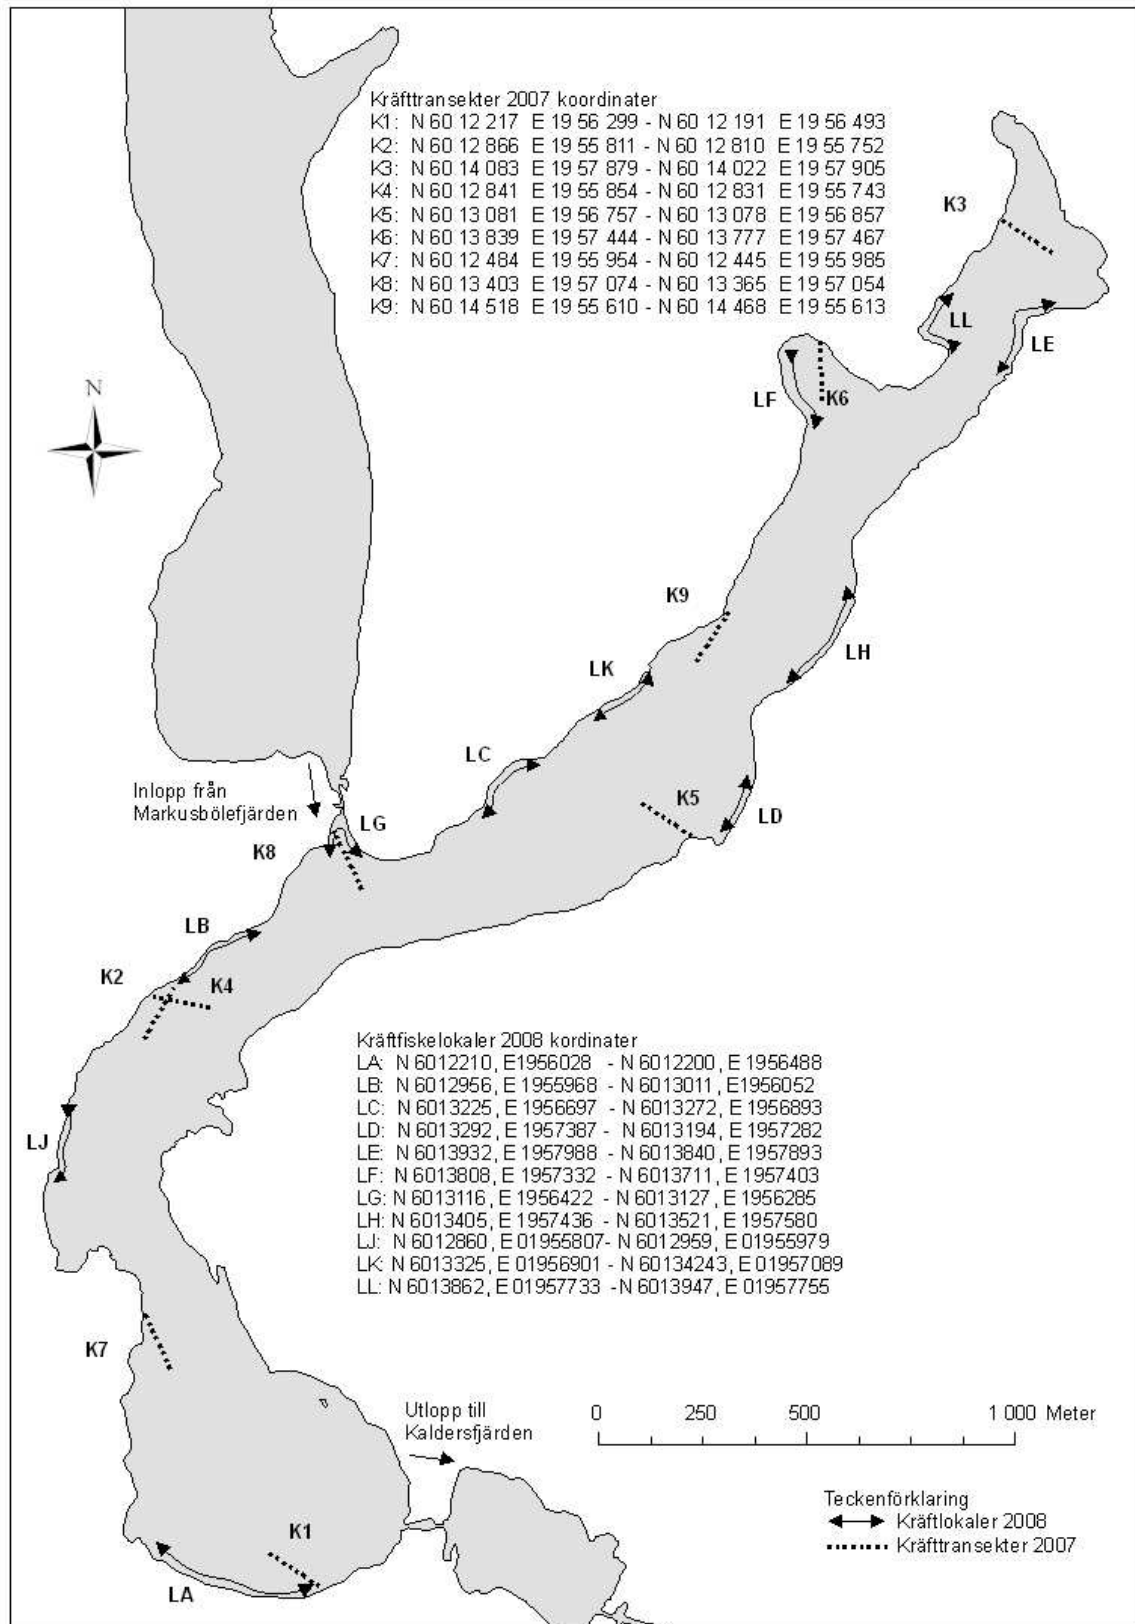 Kräfttransekter 2007 koordinater
K1: N 60 12 217 E 19 56 299 - N 60 12 191 E 19 56 493
K2: N 60 12 866 E 19 55 811 - N 60 12 810 E 19 55 752
K3: N 60 14 083 E 19 57 879 - N 60 14 022 E 19 57 905
K4: N 60 12 841 E 19 55 854 - N 60 12 831 E 19 55 743
K5: N 60 13 081 E 19 56 757 - N 60 13 078 E 19 56 857
K6: N 60 13 839 E 19 57 444 - N 60 13 777 E 19 57 467
K7: N 60 12 484 E 19 55 954 - N 60 12 445 E 19 55 985
K8: N 60 13 403 E 19 57 074 - N 60 13 365 E 19 57 054
K9: N 60 14 518 E 19 55 610 - N 60 14 468 E 19 55 613
K3
LL
LE
N
LF
K6
K9
LH
LK
LC
Inlopp från
Markusbölefjärden
K5
LD
LG
K8
LB
K2
K4
Kräftfiskelokaler 2008 kordinater
LA: N 6012210, E1956028 - N 6012200, E 1956488
LB: N 6012956, E 1955968 - N 6013011, E1956052
LC: N 6013225, E 1956697 - N 6013272, E 1956893
LD: N 6013292, E 1957387 - N 6013194, E 1957282
LE: N 6013932, E 1957988 - N 6013840, E 1957893
LF: N 6013808, E 1957332 - N 6013711, E 1957403
LG: N 6013116, E 1956422 - N 6013127, E 1956285
LH: N 6013405, E 1957436 - N 6013521, E 1957580
LJ: N 6012860, E 01955807- N 6012959, E 01955979
LK: N 6013325, E 01956901 - N 60134243, E 01957089
LL: N 6013862, E 01957733 - N 6013947, E 01957755
LJ
K7
Utlopp till
Kaldersfjärden
0 250 500 1 000 Meter
Teckenförklaring
Kräftlokaler 2008
Kräfttransekter 2007
K1
LA